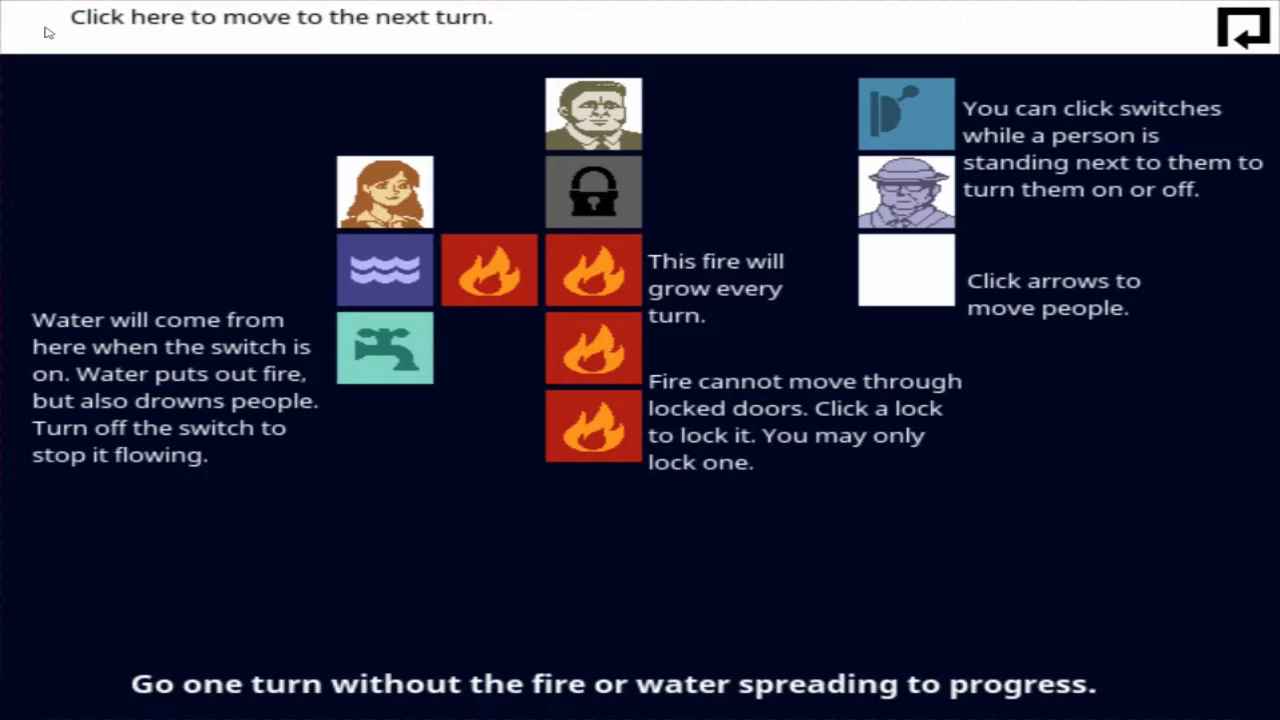 Click here to move to the next turn.
You can click switches
while a person is
standing next to them to
turn them on or off.
This fire will
grow every
turn.
Click arrows to
move people.
Water will come from
here when the switch is
on. Water puts out fire,
but also drowns people.
Turn off the switch to
stop it flowing.
Fire cannot move through
locked doors. Click a lock
to lock it. You may only
lock one.
Go one turn without the fire or water spreading to progress.